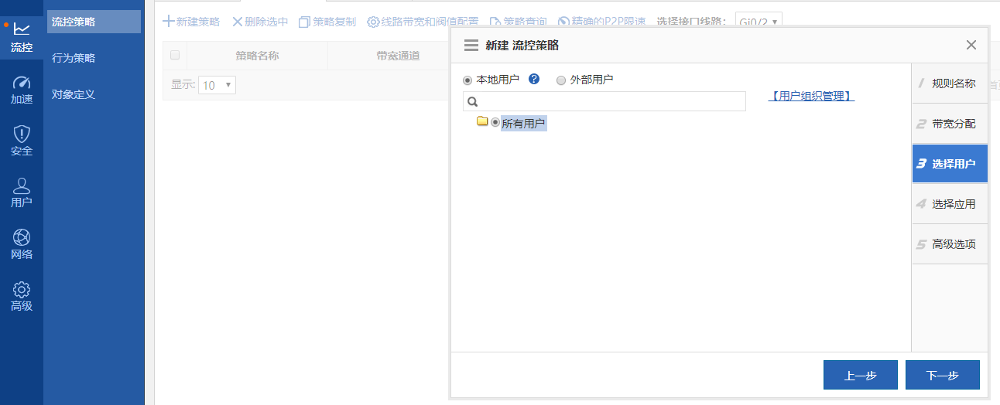 流控
加速
安全
用户
网络
高级
流控策略
行为策略
对象定义
新建策略 删除选中 策略复制 线路带宽和阀值配置 策略查询 精确的P2P限速 选择接口线路： Gi0/2
策略名称 带宽通道
显示: 10
新建 流控策略
本地用户 外部用户
【用户组织管理】
所有用户
1 规则名称
2 带宽分配
3 选择用户
4 选择应用
5 高级选项
上一步 下一步